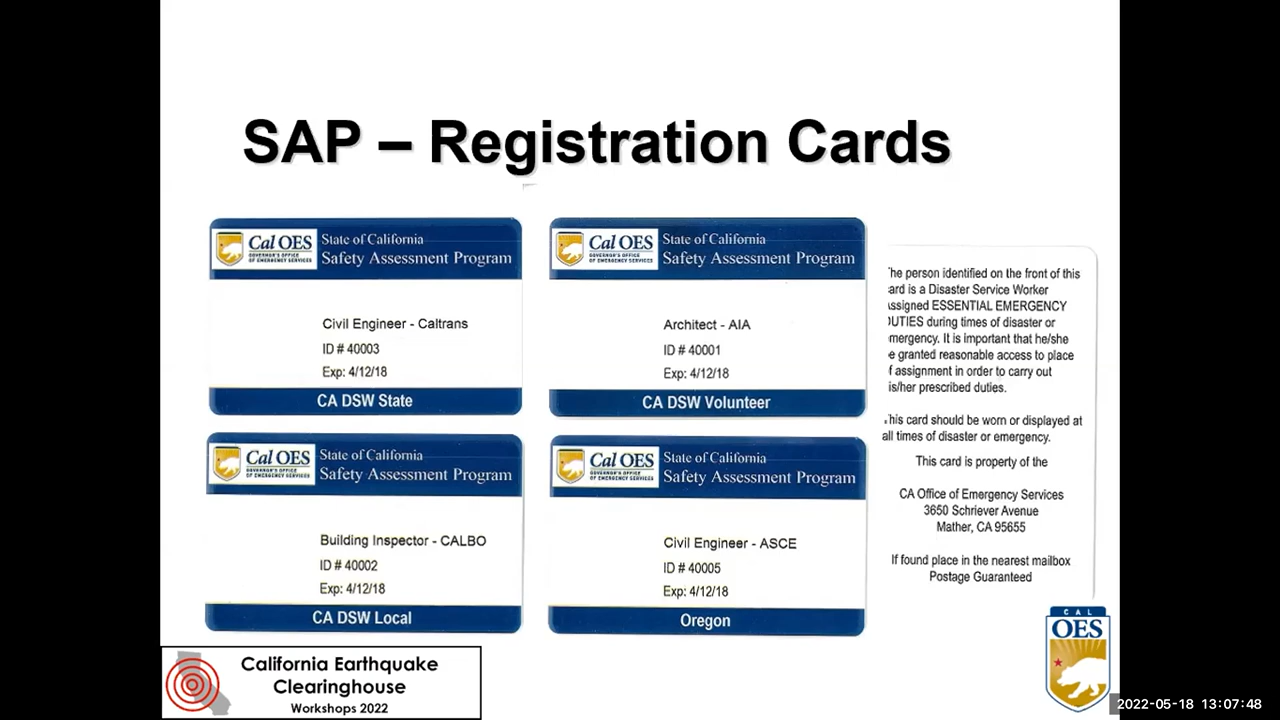 SAP – Registration Cards
Cal OES
GOVERNOR'S OFFICE
OF EMERGENCY SERVICES
State of California
Safety Assessment Program
Civil Engineer - Caltrans
ID # 40003
Exp: 4/12/18
CA DSW State
Cal OES
GOVERNOR'S OFFICE
OF EMERGENCY SERVICES
State of California
Safety Assessment Program
Architect - AIA
ID # 40001
Exp: 4/12/18
CA DSW Volunteer
Cal OES
GOVERNOR'S OFFICE
OF EMERGENCY SERVICES
State of California
Safety Assessment Program
Building Inspector - CALBO
ID # 40002
Exp: 4/12/18
CA DSW Local
Cal OES
GOVERNOR'S OFFICE
OF EMERGENCY SERVICES
State of California
Safety Assessment Program
Civil Engineer - ASCE
ID # 40005
Exp: 4/12/18
Oregon
he person identified on the front of this
ard is a Disaster Service Worker
ssigned ESSENTIAL EMERGENCY
UTIES during times of disaster or
mergency. It is important that he/she
e granted reasonable access to place
f assignment in order to carry out
is/her prescribed duties.
his card should be worn or displayed at
all times of disaster or emergency.
This card is property of the
CA Office of Emergency Services
3650 Schriever Avenue
Mather, CA 95655
If found place in the nearest mailbox
Postage Guaranteed
California Earthquake
Clearinghouse
Workshops 2022
CAL
OES
2022-05-18 13:07:48